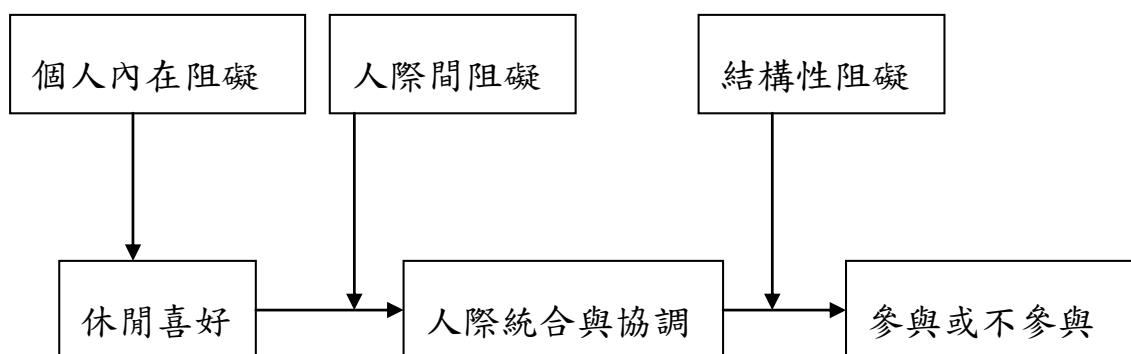 個人內在阻礙
人際間阻礙
結構性阻礙
休閒喜好
人際統合與協調
參與或不參與